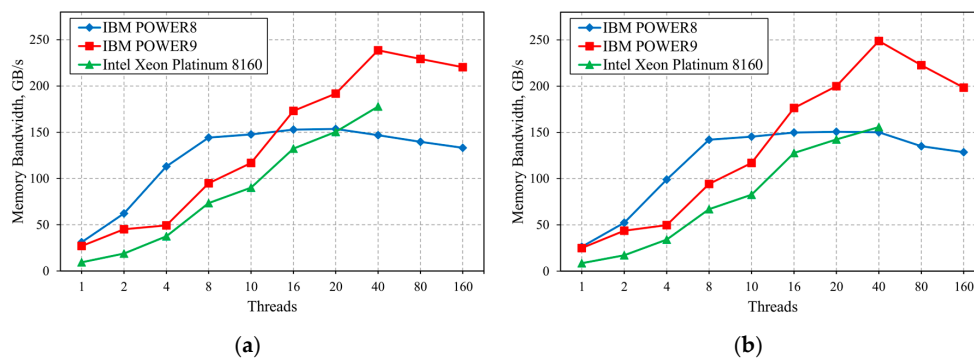 IBM POWER8
IBM POWER9
Intel Xeon Platinum 8160
Memory Bandwidth, GB/s
250
200
150
100
50
0
1 2 4 8 10 16 20 40 80 160
Threads
(a)
IBM POWER8
IBM POWER9
Intel Xeon Platinum 8160
Memory Bandwidth, GB/s
250
200
150
100
50
0
1 2 4 8 10 16 20 40 80 160
Threads
(b)